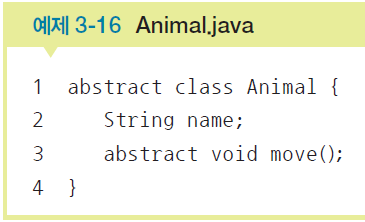 예제 3-16 Animal.java
1 abstract class Animal {
2 String name;
3 abstract void move();
4 }